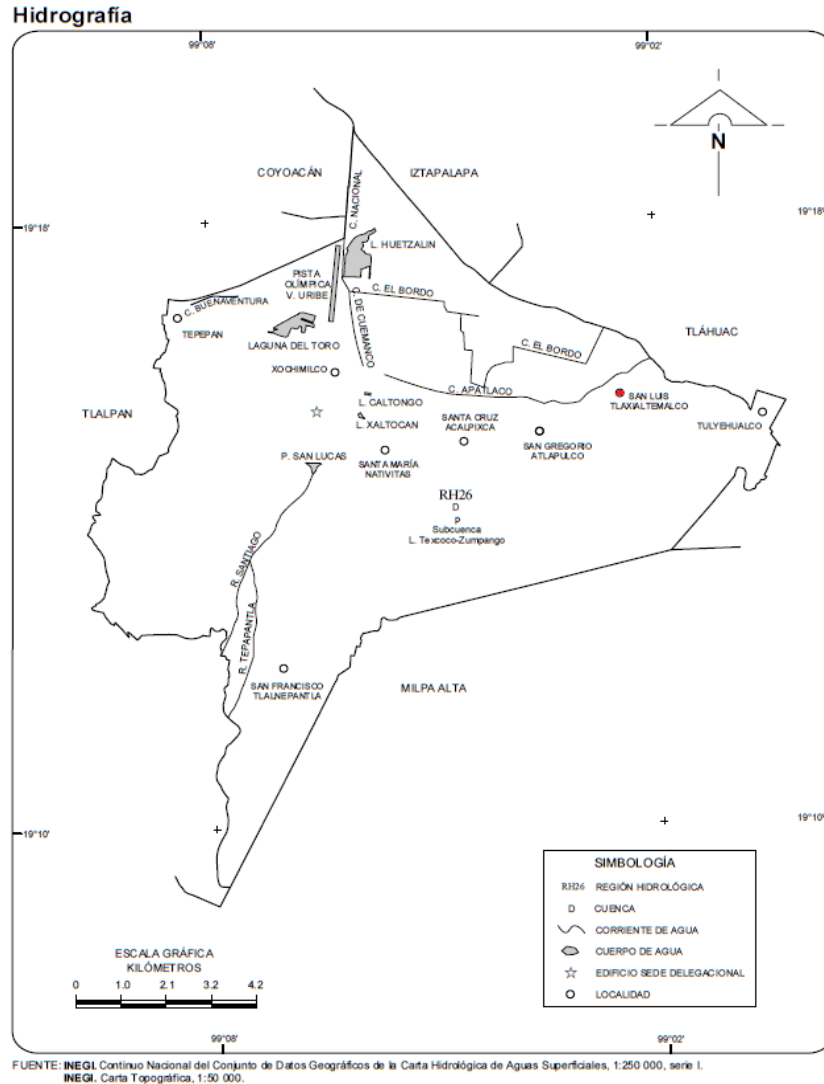 Hidrografía
99°08'
99°02'
N
COYOACÁN
IZTAPALAPA
C. NACIONAL
19°18'
19°18'
L. HUETZALIN
PISTA
OLÍMPICA
V. URIBE
C. EL BORDO
C. BUENAVENTURA
TEPEPAN
C. DE CUEMANCO
LAGUNA DEL TORO
C. EL BORDO
TLÁHUAC
XOCHIMILCO
C. APATLACO
L. CALTONGO
SAN LUIS
TLAXIALTEMALCO
TLALPAN
L. XALTOCAN
SANTA CRUZ
ACALPIXCA
TULYEHUALCO
SAN GREGORIO
ATLAPULCO
P. SAN LUCAS
SANTA MARÍA
NATIVITAS
RH26
D
P
Subcuenca
L. Texcoco-Zumpango
R. SANTIAGO
R. TEPAPANTLA
SAN FRANCISCO
TLALNEPANTLA
MILPA ALTA
19°10'
19°10'
SIMBOLOGÍA
RH26 REGIÓN HIDROLÓGICA
D CUENCA
CORRIENTE DE AGUA
CUERPO DE AGUA
EDIFICIO SEDE DELEGACIONAL
LOCALIDAD
ESCALA GRÁFICA
KILÓMETROS
0 1.0 2.1 3.2 4.2
99°08'
99°02'
FUENTE: INEGI. Continuo Nacional del Conjunto de Datos Geográficos de la Carta Hidrológica de Aguas Superficiales, 1:250 000, serie I.
INEGI. Carta Topográfica, 1:50 000.